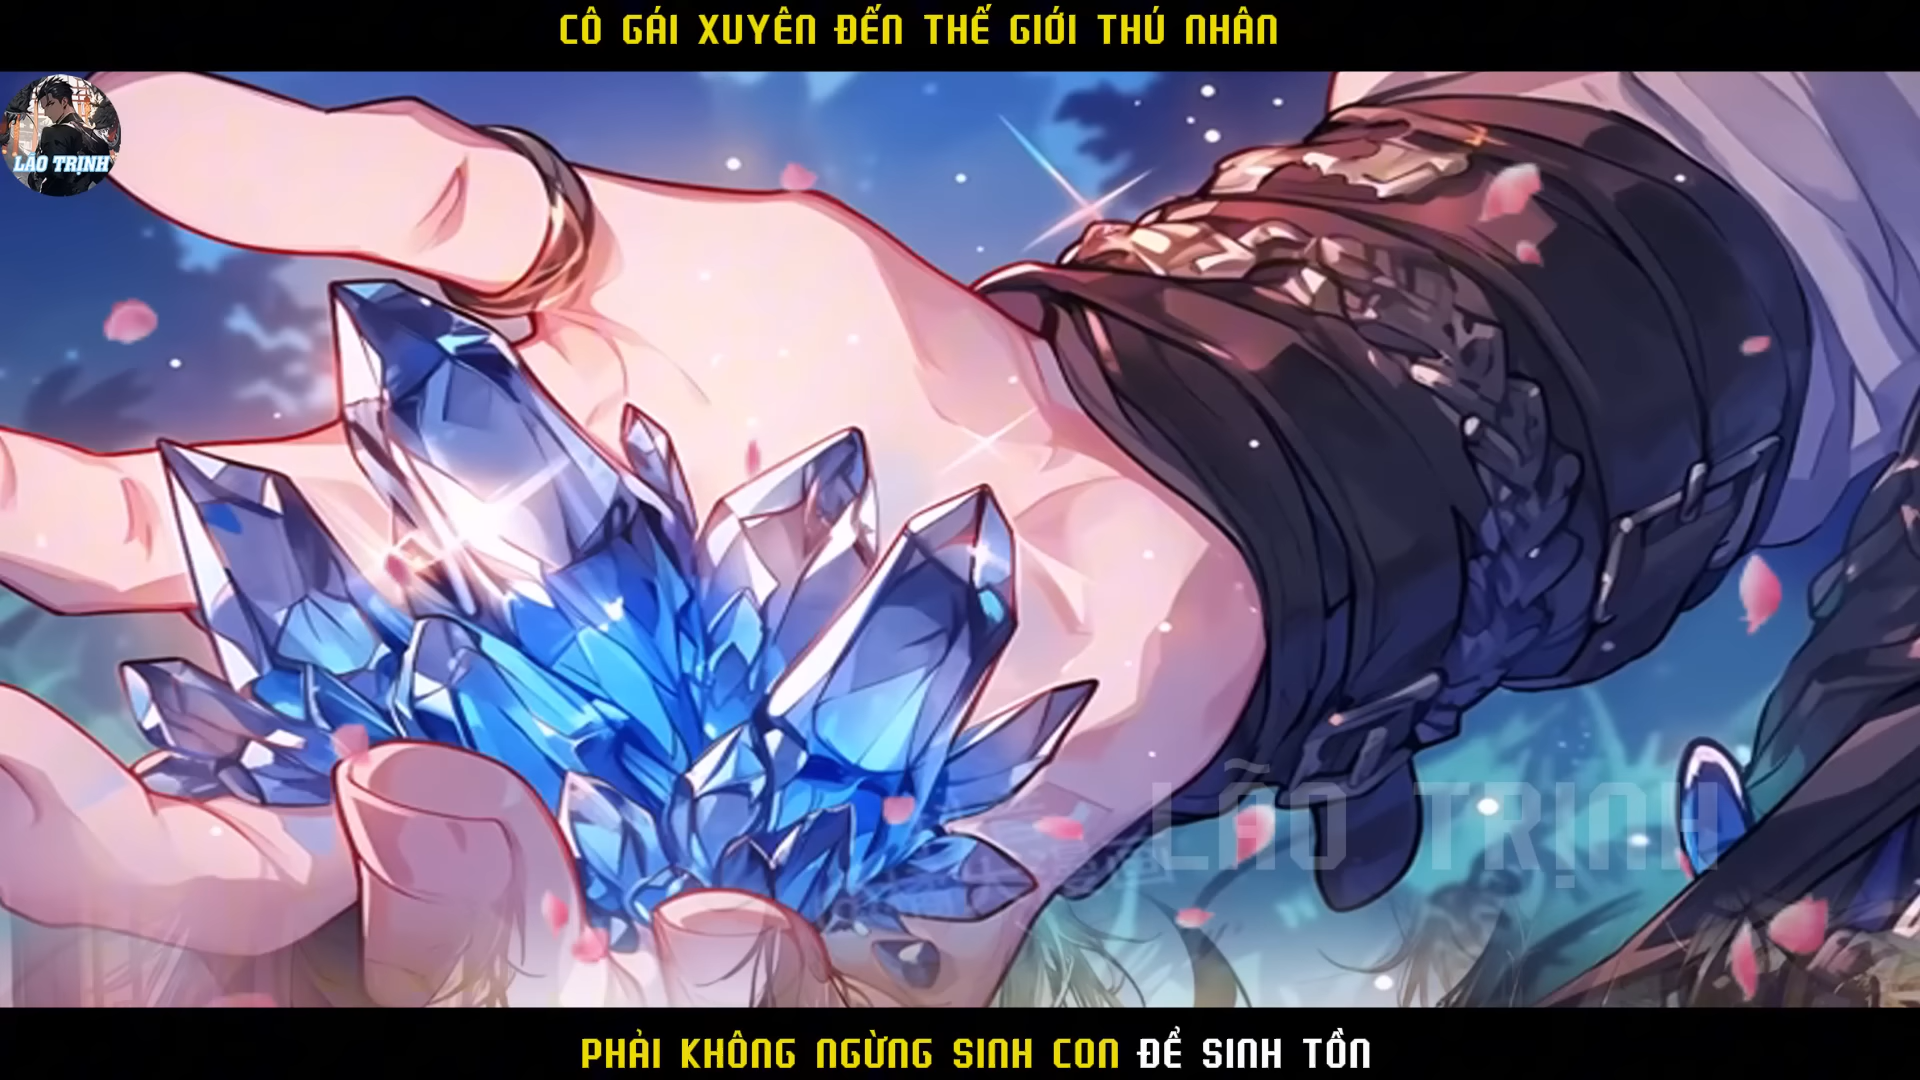 CÔ GÁI XUYÊN ĐẾN THẾ GIỚI THÚ NHÂN
LÃO TRỊNH
LÃO TRỊNH
PHẢI KHÔNG NGỪNG SINH CON ĐỂ SINH TỒN